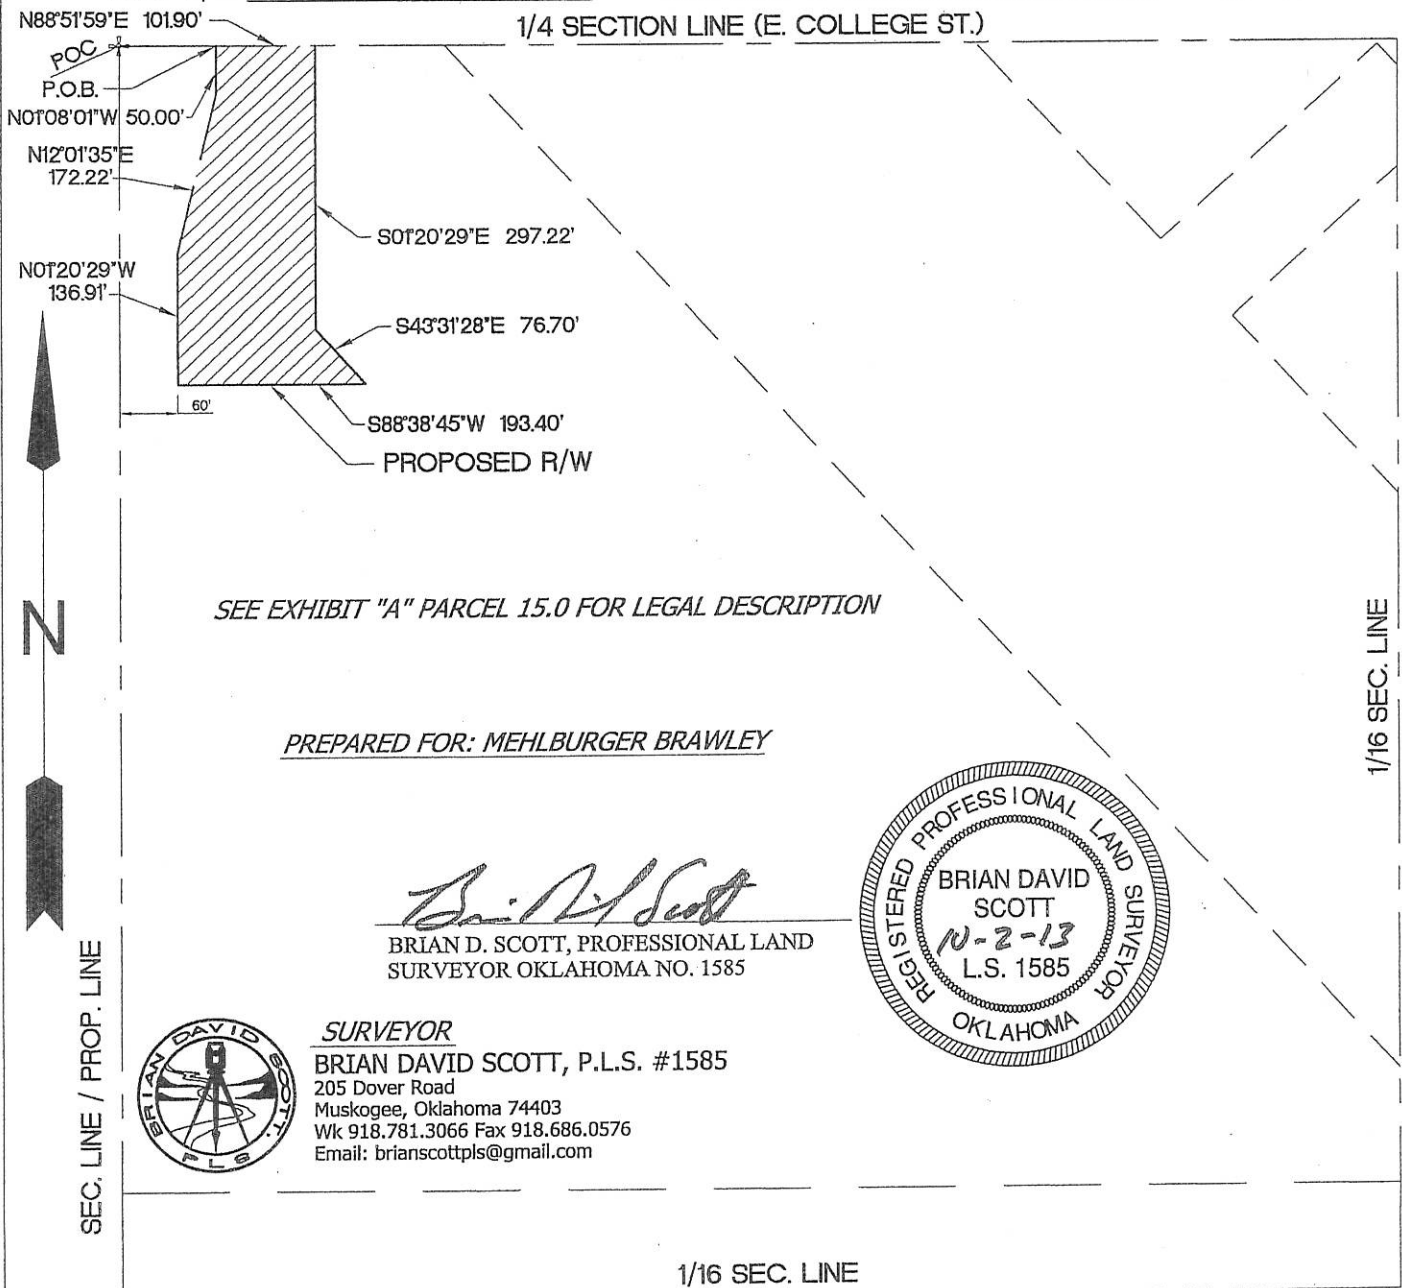 N88°51'59"E 101.90'
1/4 SECTION LINE (E. COLLEGE ST.)
POC
P.O.B.
N01°08'01"W 50.00'
N12°01'35"E
172.22'
S01°20'29"E 297.22'
N01°20'29"W
136.91'
S43°31'28"E 76.70'
60'
S88°38'45"W 193.40'
PROPOSED R/W
N
SEE EXHIBIT "A" PARCEL 15.0 FOR LEGAL DESCRIPTION
1/16 SEC. LINE
PREPARED FOR: MEHLBURGER BRAWLEY
Brian D Scott
BRIAN D. SCOTT, PROFESSIONAL LAND
SURVEYOR OKLAHOMA NO. 1585
REGISTERED PROFESSIONAL LAND SURVEYOR
BRIAN DAVID
SCOTT
10-2-13
L.S. 1585
OKLAHOMA
SEC. LINE / PROP. LINE
BRIAN DAVID SCOTT.
PLS
SURVEYOR
BRIAN DAVID SCOTT, P.L.S. #1585
205 Dover Road
Muskogee, Oklahoma 74403
Wk 918.781.3066 Fax 918.686.0576
Email: brianscottpls@gmail.com
1/16 SEC. LINE